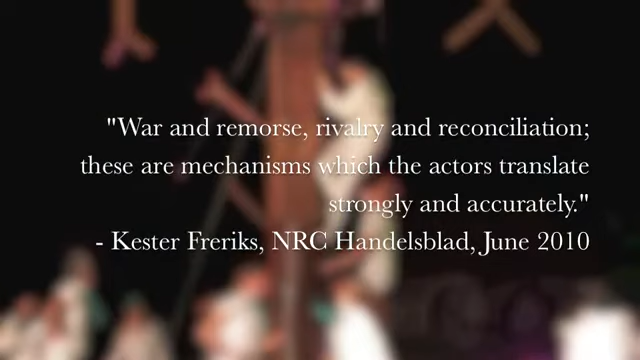 "War and remorse, rivalry and reconciliation;
these are mechanisms which the actors translate
strongly and accurately."
- Kester Freriks, NRC Handelsblad, June 2010